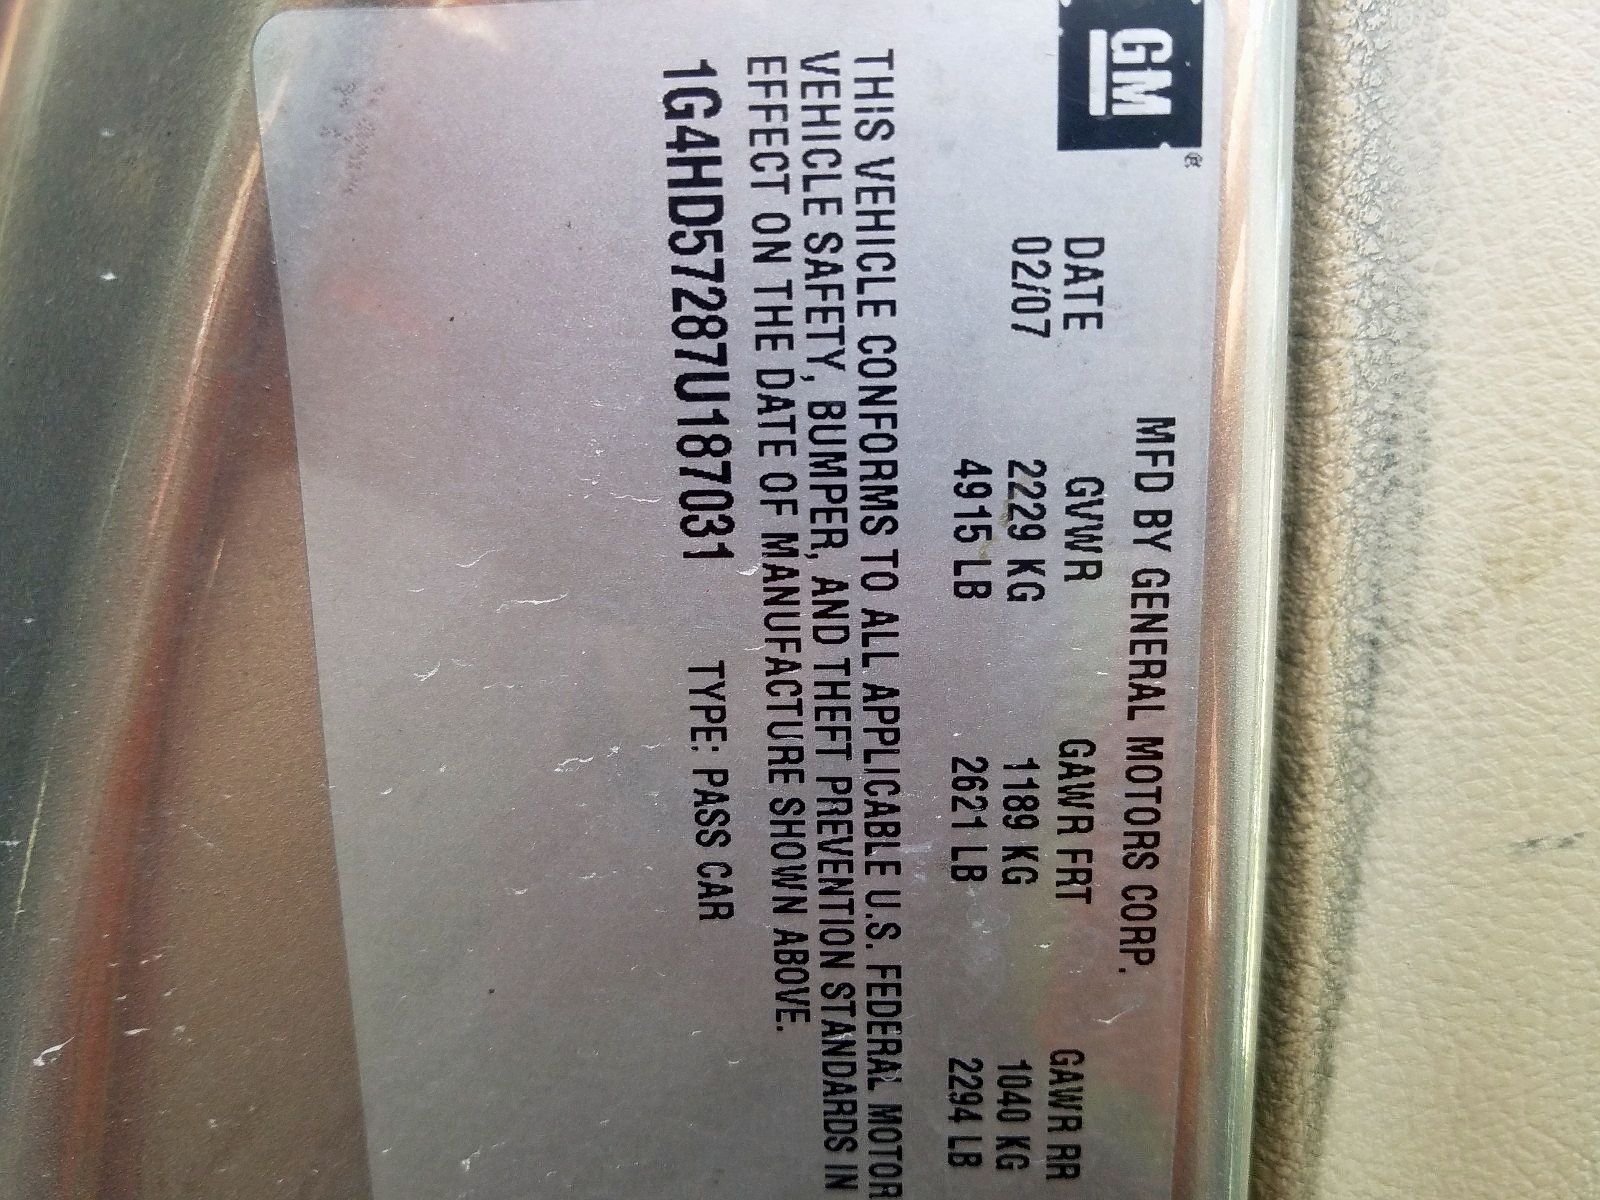 GM ®
MFD BY GENERAL MOTORS CORP.
DATE GVWR GAWR FRT GAWR RR
02/07 2229 KG 1189 KG 1040 KG
4915 LB 2621 LB 2294 LB
THIS VEHICLE CONFORMS TO ALL APPLICABLE U.S. FEDERAL MOTOR
VEHICLE SAFETY, BUMPER, AND THEFT PREVENTION STANDARDS IN
EFFECT ON THE DATE OF MANUFACTURE SHOWN ABOVE.
1G4HD57287U187031 TYPE: PASS CAR